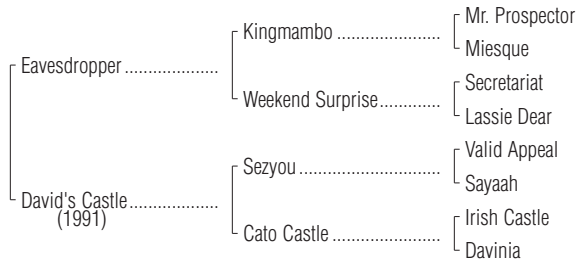 Mr. Prospector
Kingmambo ......................
Miesque
Eavesdropper ....................
Secretariat
Weekend Surprise.............
Lassie Dear
Valid Appeal
Sezyou ..............................
Sayaah
David's Castle...................
(1991)
Irish Castle
Cato Castle .......................
Davinia